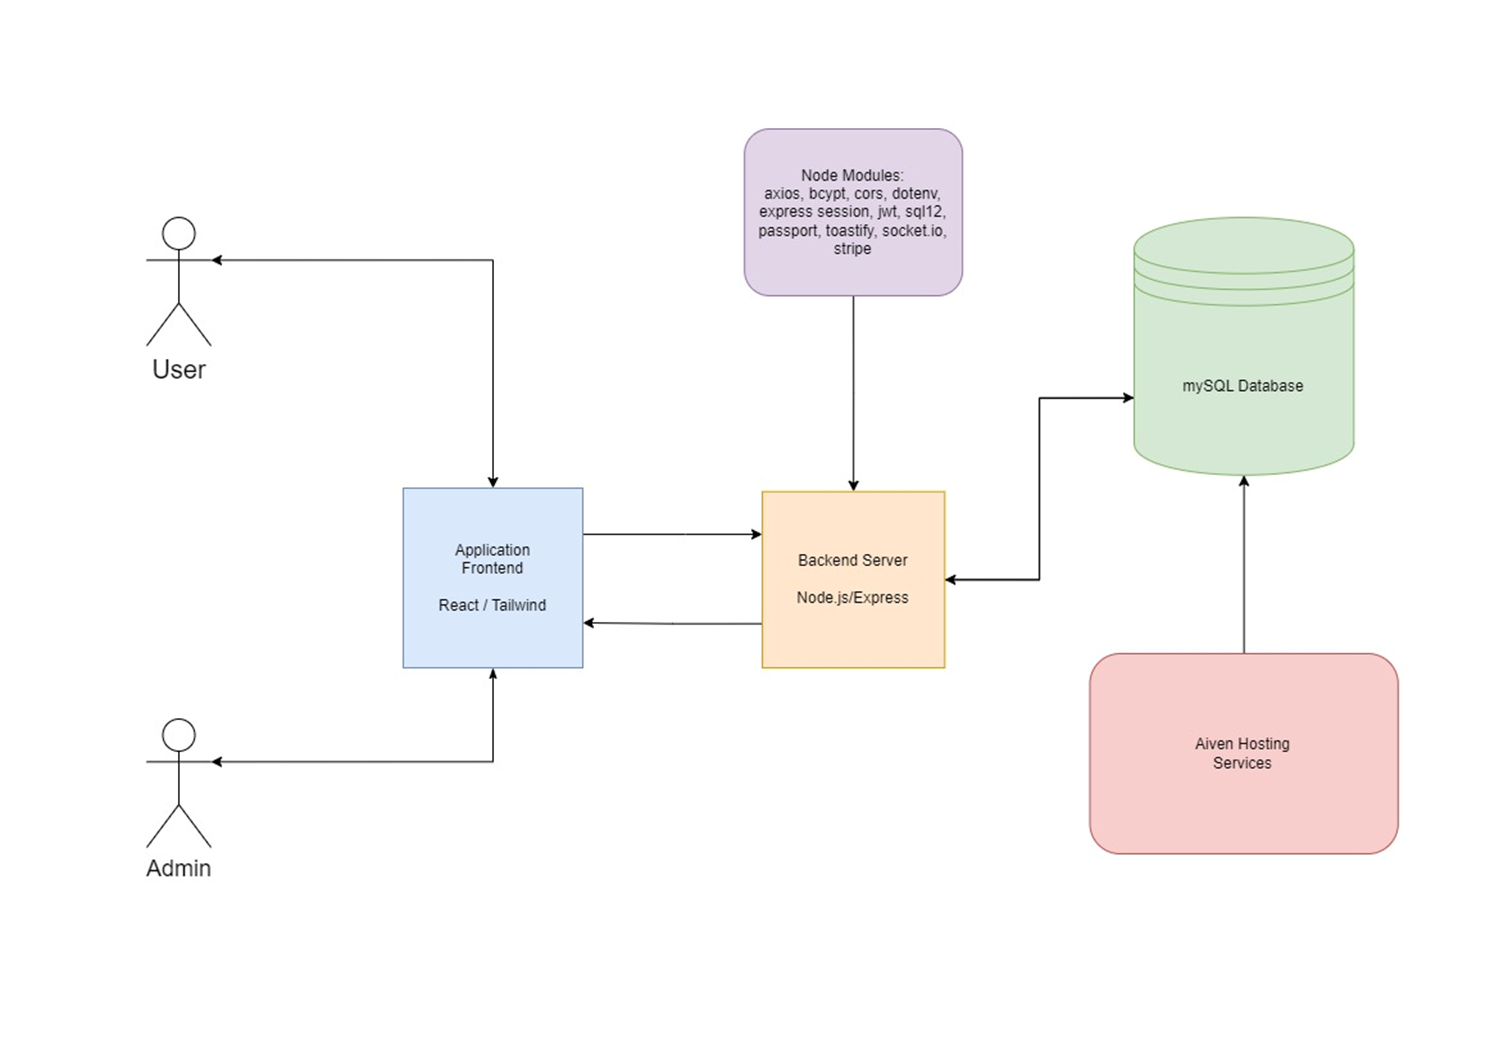 Node Modules:
axios, bcypt, cors, dotenv,
express session, jwt, sql12,
passport, toastify, socket.io,
stripe
User
mySQL Database
Application
Frontend
React / Tailwind
Backend Server
Node.js/Express
Aiven Hosting
Services
Admin